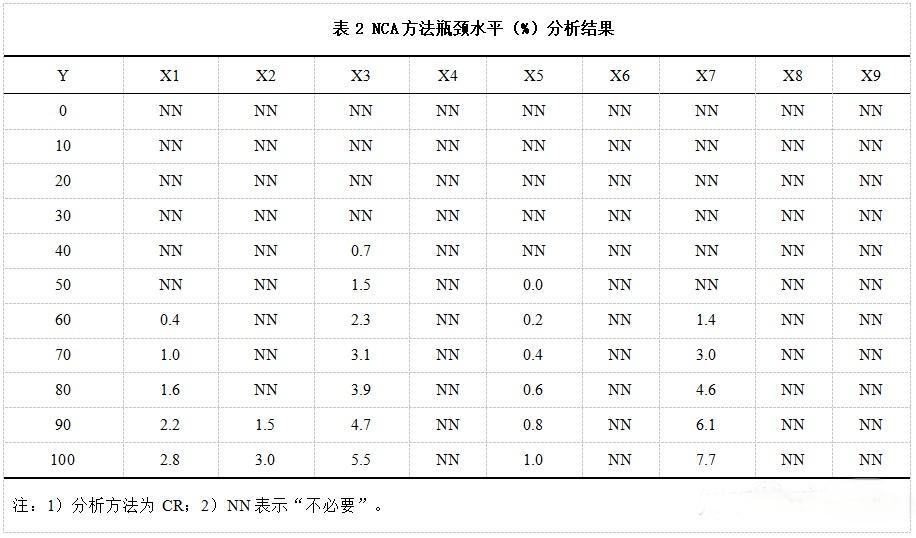 表 2 NCA方法瓶颈水平（%）分析结果
Y X1 X2 X3 X4 X5 X6 X7 X8 X9
0 NN NN NN NN NN NN NN NN NN
10 NN NN NN NN NN NN NN NN NN
20 NN NN NN NN NN NN NN NN NN
30 NN NN NN NN NN NN NN NN NN
40 NN NN 0.7 NN NN NN NN NN NN
50 NN NN 1.5 NN 0.0 NN NN NN NN
60 0.4 NN 2.3 NN 0.2 NN 1.4 NN NN
70 1.0 NN 3.1 NN 0.4 NN 3.0 NN NN
80 1.6 NN 3.9 NN 0.6 NN 4.6 NN NN
90 2.2 1.5 4.7 NN 0.8 NN 6.1 NN NN
100 2.8 3.0 5.5 NN 1.0 NN 7.7 NN NN
注：1）分析方法为 CR；2）NN 表示“不必要”。